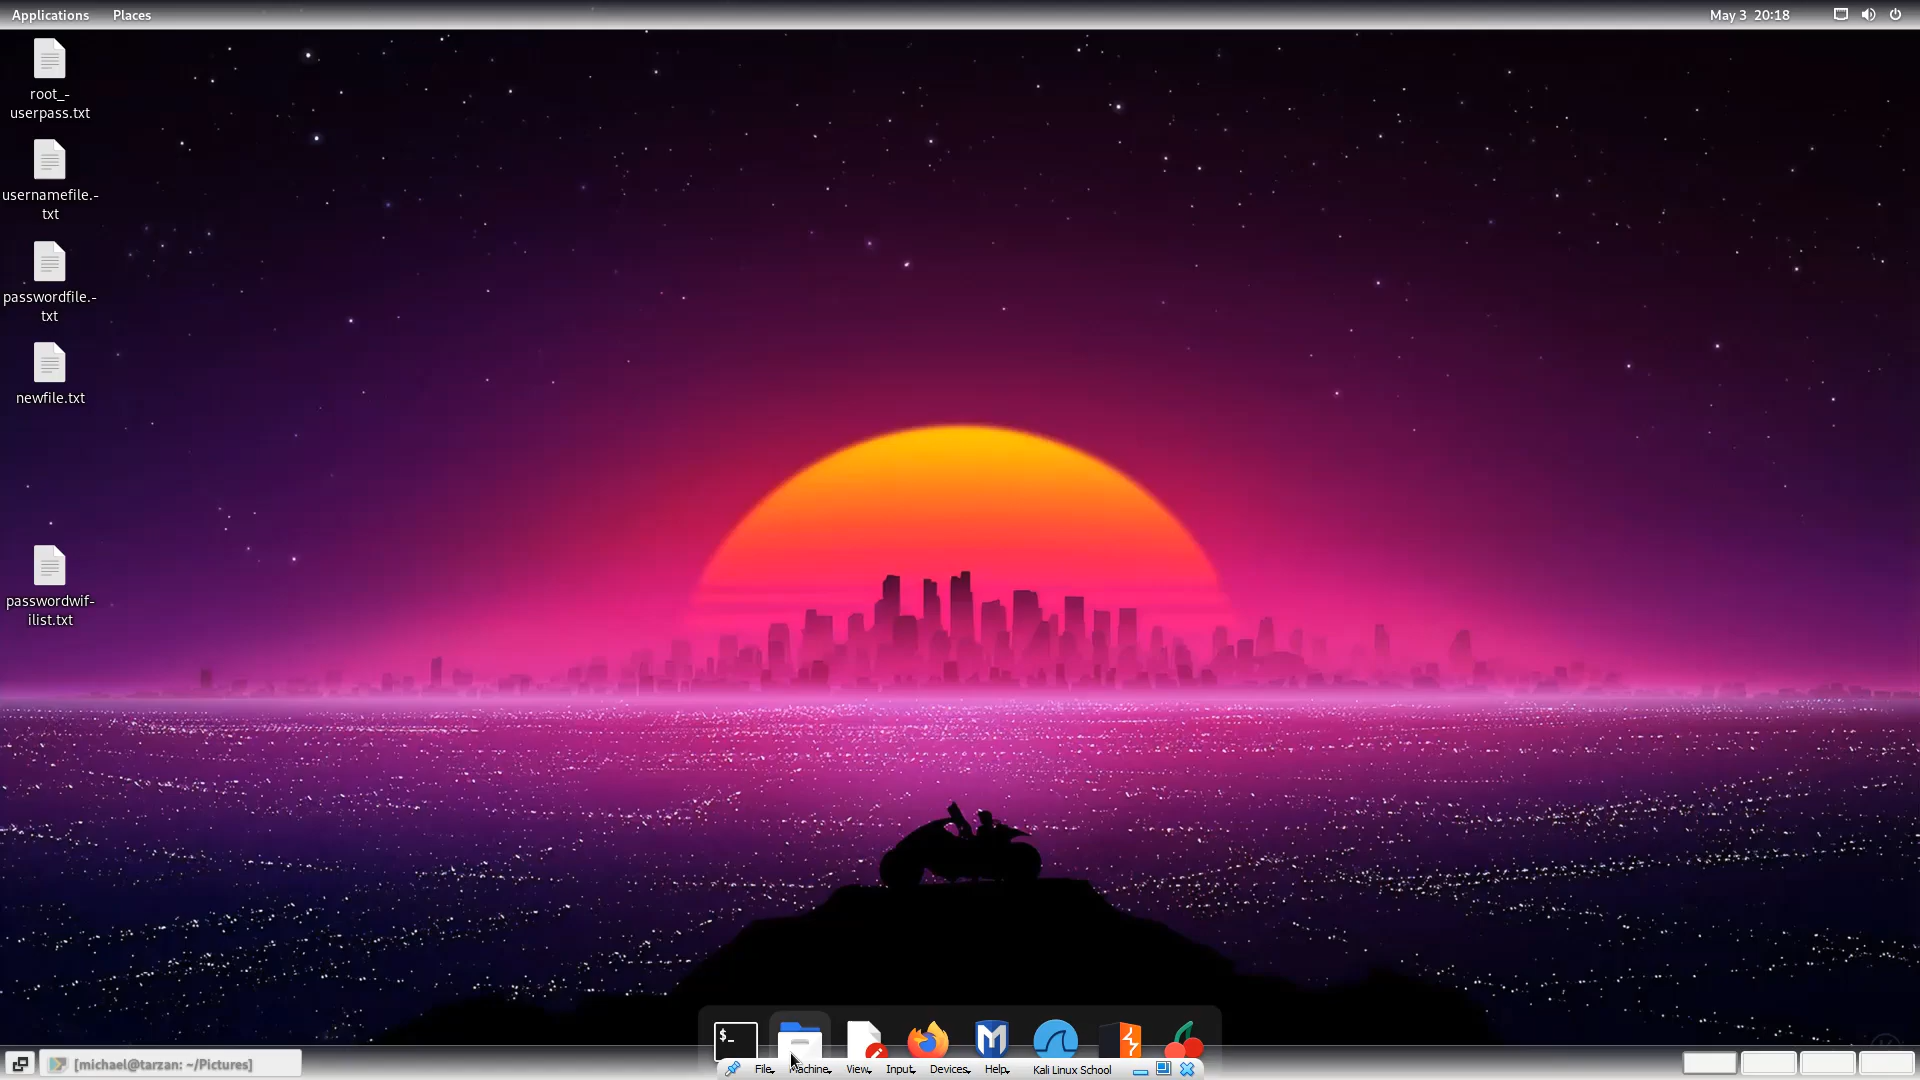 Applications Places May 3 20:18
root_-
userpass.txt
usernamefile.-
txt
passwordfile.-
txt
newfile.txt
passwordwif-
ilist.txt
$_
[michael@tarzan: ~/Pictures]
File Machine View Input Devices Help Kali Linux School